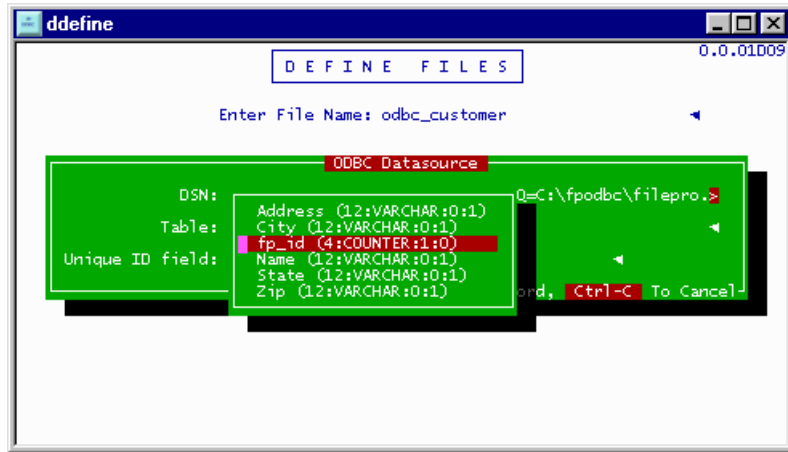 ddefine
0.0.01D09
D E F I N E   F I L E S
Enter File Name: odbc_customer
ODBC Datasource
DSN: Q=C:\fpodbc\filepro.>
Table:
Unique ID field:
Address (12:VARCHAR:0:1)
City (12:VARCHAR:0:1)
fp_id (4:COUNTER:1:0)
Name (12:VARCHAR:0:1)
State (12:VARCHAR:0:1)
Zip (12:VARCHAR:0:1)
ord, Ctrl-C To Cancel